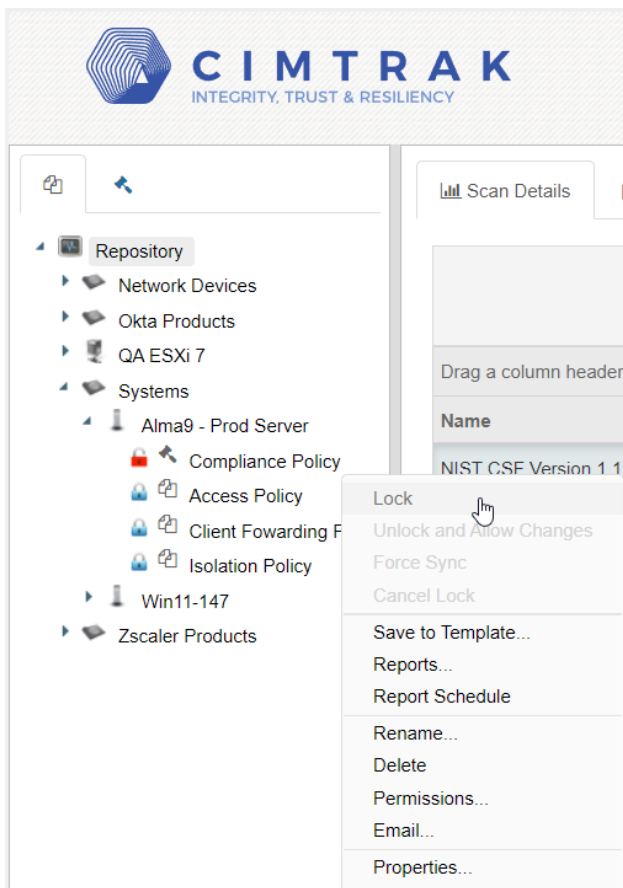 CIMTRAK
INTEGRITY, TRUST & RESILIENCY
Scan Details
Repository
Network Devices
Okta Products
QA ESXi 7
Systems
Alma9 - Prod Server
Compliance Policy
Access Policy
Client Fowarding
Isolation Policy
Win11-147
Zscaler Products
Drag a column header
Name
NIST CSF Version 1.1
Lock
Unlock and Allow Changes
Force Sync
Cancel Lock
Save to Template...
Reports...
Report Schedule
Rename...
Delete
Permissions...
Email...
Properties...